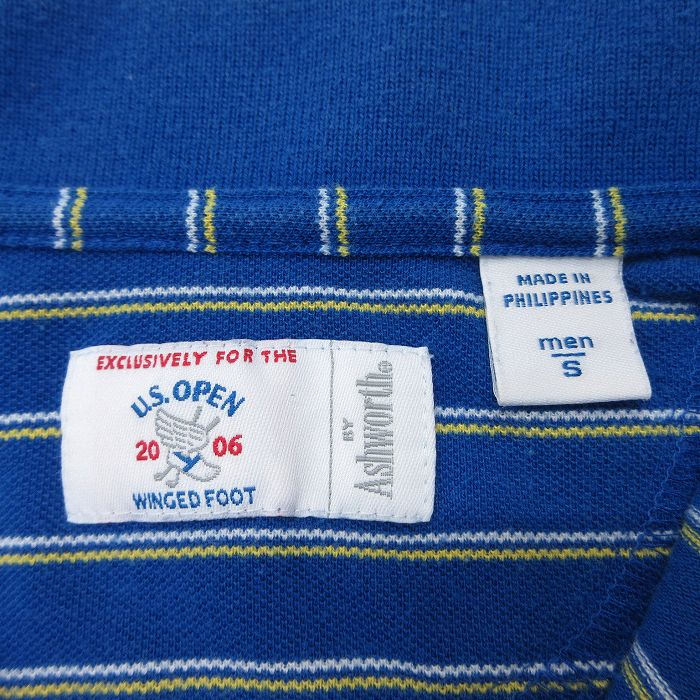 EXCLUSIVELY FOR THE
U.S. OPEN
20 06
WINGED FOOT
BY
Ashworth®
MADE IN
PHILIPPINES
men
S